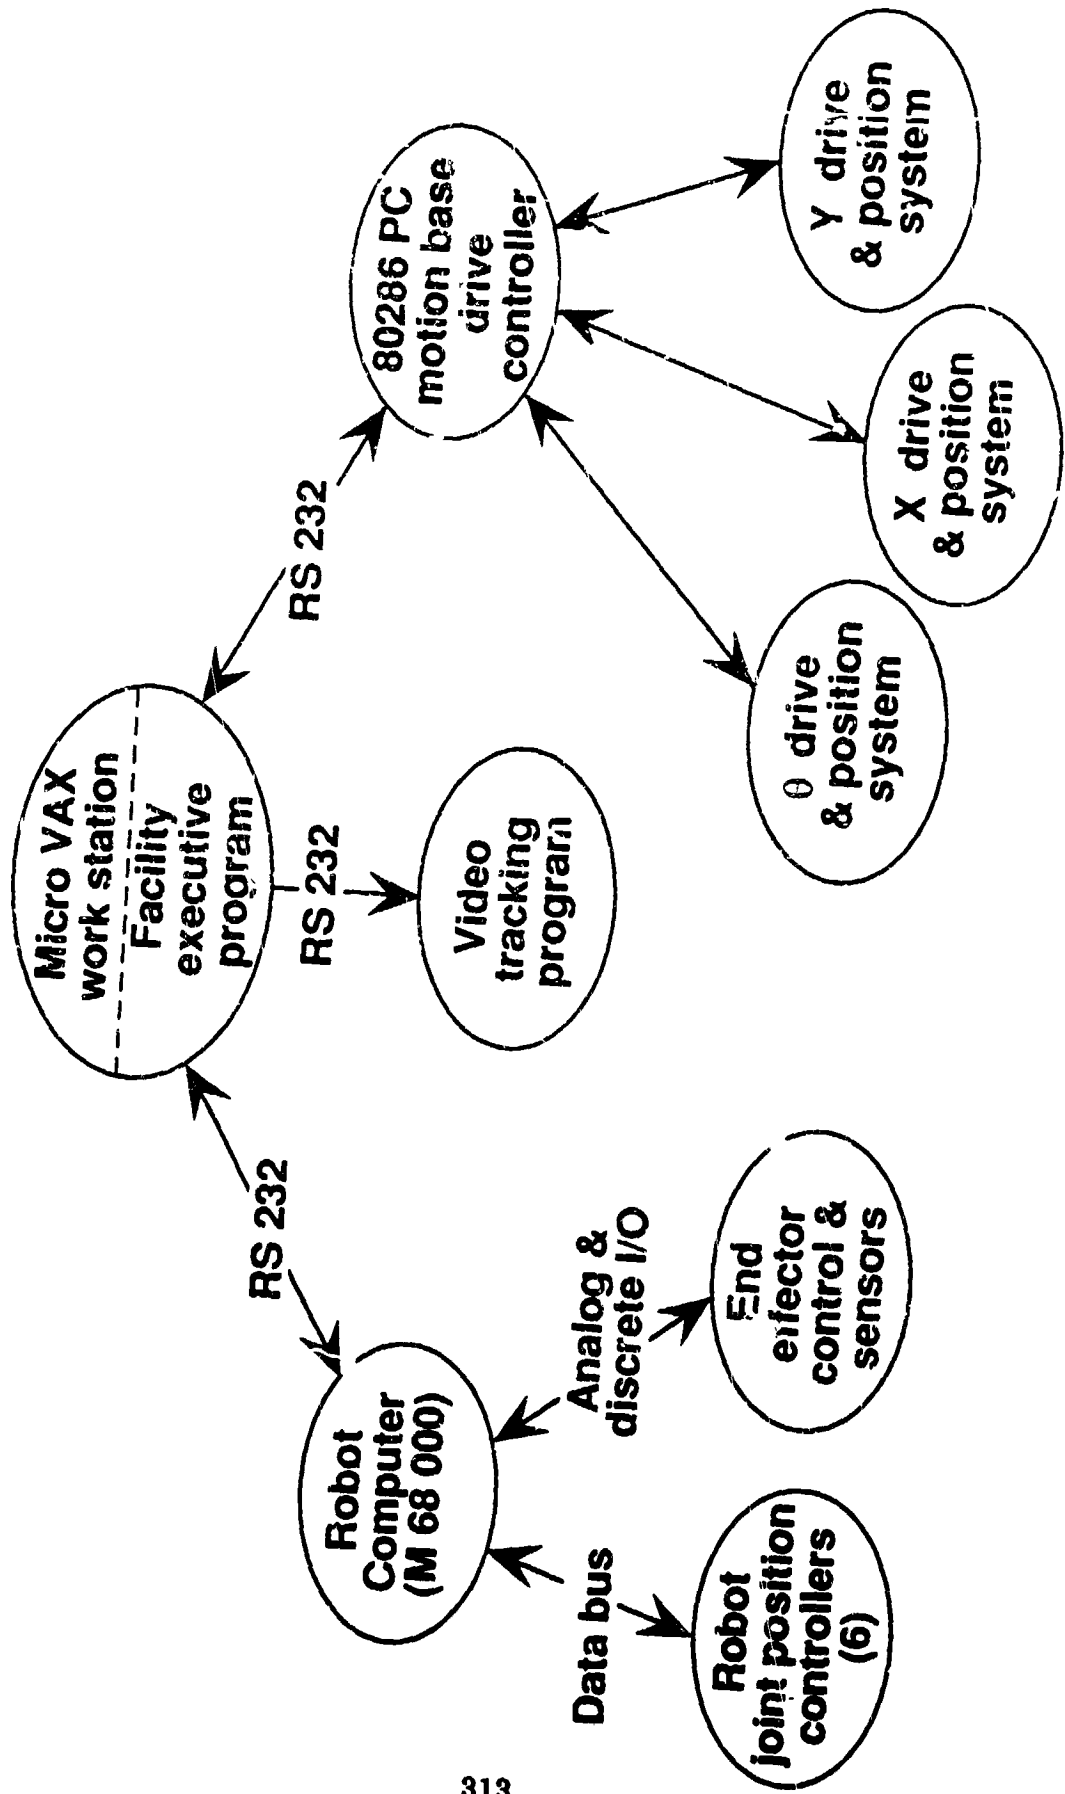 Micro VAX
work station
Facility
executive
program
RS 232
RS 232
RS 232
Robot
Computer
(M 68 000)
Video
tracking
program
80286 PC
motion base
drive
controller
Data bus
Analog &
discrete I/O
Robot
joint position
controllers
(6)
End
effector
control &
sensors
θ drive
& position
system
X drive
& position
system
Y drive
& position
system
313